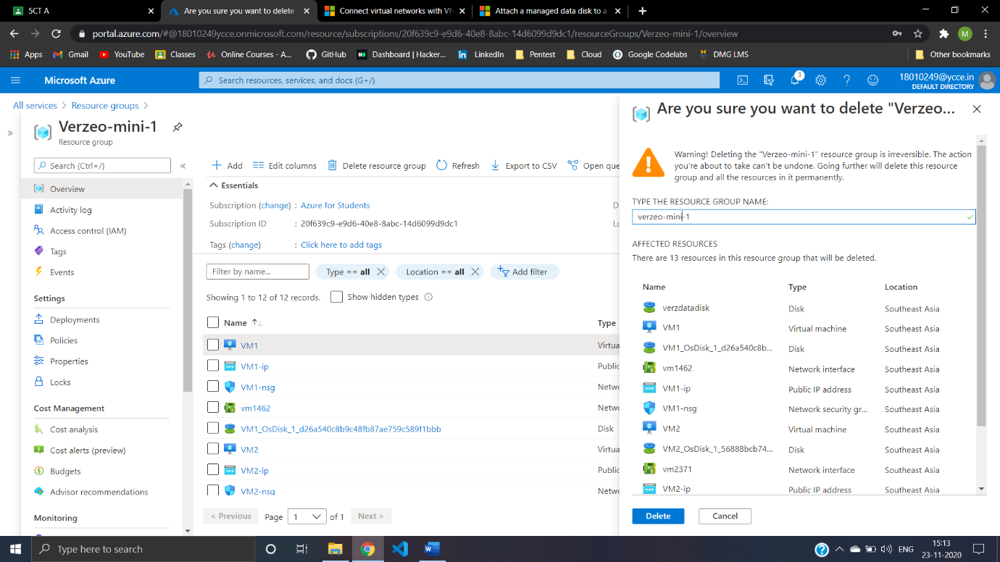 5CT A
Are you sure you want to delete "
Connect virtual networks with VN
Attach a managed data disk to a
portal.azure.com/#@18010249ycce.onmicrosoft.com/resource/subscriptions/20f639c9-e9d6-40e8-8abc-14d6099d9dc1/resourceGroups/Verzeo-mini-1/overview
M
Apps
Gmail
YouTube
Classes
Online Courses - A...
GitHub
Dashboard | Hacker...
LinkedIn
Pentest
Cloud
Google Codelabs
DMG LMS
Other bookmarks
Microsoft Azure
Search resources, services, and docs (G+/)
3
18010249@ycce.in
DEFAULT DIRECTORY
All services > Resource groups >
Verzeo-mini-1
Resource group
Search (Ctrl+/)
Overview
Activity log
Access control (IAM)
Tags
Events
Settings
Deployments
Policies
Properties
Locks
Cost Management
Cost analysis
Cost alerts (preview)
Budgets
Advisor recommendations
Monitoring
Add
Edit columns
Delete resource group
Refresh
Export to CSV
Open que
Essentials
Subscription (change) : Azure for Students
Subscription ID : 20f639c9-e9d6-40e8-8abc-14d6099d9dc1
Tags (change) : Click here to add tags
D
Lo
Filter by name...
Type == all
Location == all
Add filter
Showing 1 to 12 of 12 records.
Show hidden types
Name
Type
VM1 Virtua
VM1-ip Public
VM1-nsg Netwo
vm1462 Netwo
VM1_OsDisk_1_d26a540c8b9c48fb87ae759c589f1bbb Disk
VM2 Virtua
VM2-ip Public
VM2-nsg Netwo
< Previous
Page 1 of 1
Next >
Are you sure you want to delete "Verzeo...
Warning! Deleting the "Verzeo-mini-1" resource group is irreversible. The action
you're about to take can't be undone. Going further will delete this resource
group and all the resources in it permanently.
TYPE THE RESOURCE GROUP NAME:
verzeo-mini-1
AFFECTED RESOURCES
There are 13 resources in this resource group that will be deleted.
Name Type Location
verzdatadisk Disk Southeast Asia
VM1 Virtual machine Southeast Asia
VM1_OsDisk_1_d26a540c8b... Disk Southeast Asia
vm1462 Network interface Southeast Asia
VM1-ip Public IP address Southeast Asia
VM1-nsg Network security gr... Southeast Asia
VM2 Virtual machine Southeast Asia
VM2_OsDisk_1_56888bcb74... Disk Southeast Asia
vm2371 Network interface Southeast Asia
VM2-ip Public IP address Southeast Asia
Delete
Cancel
Type here to search
ENG
15:13
23-11-2020